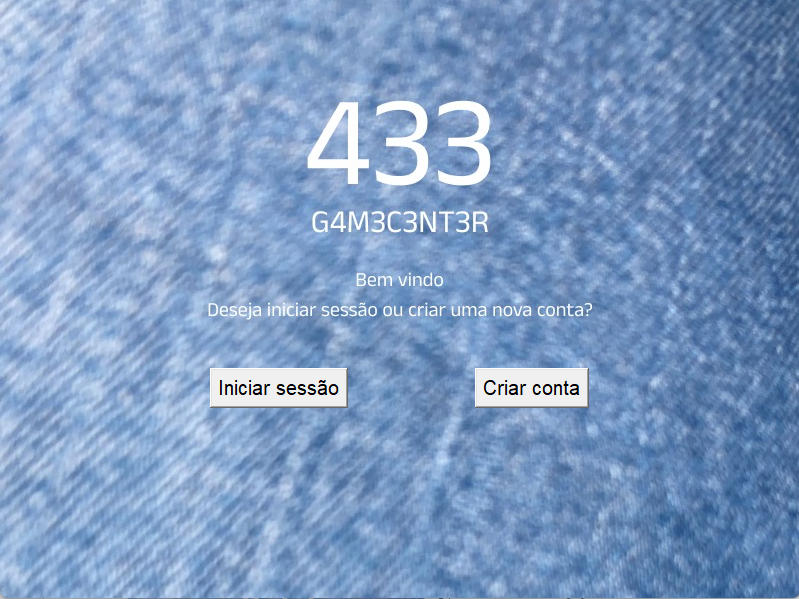 433
G4M3C3NT3R
Bem vindo
Deseja iniciar sessão ou criar uma nova conta?
Iniciar sessão
Criar conta